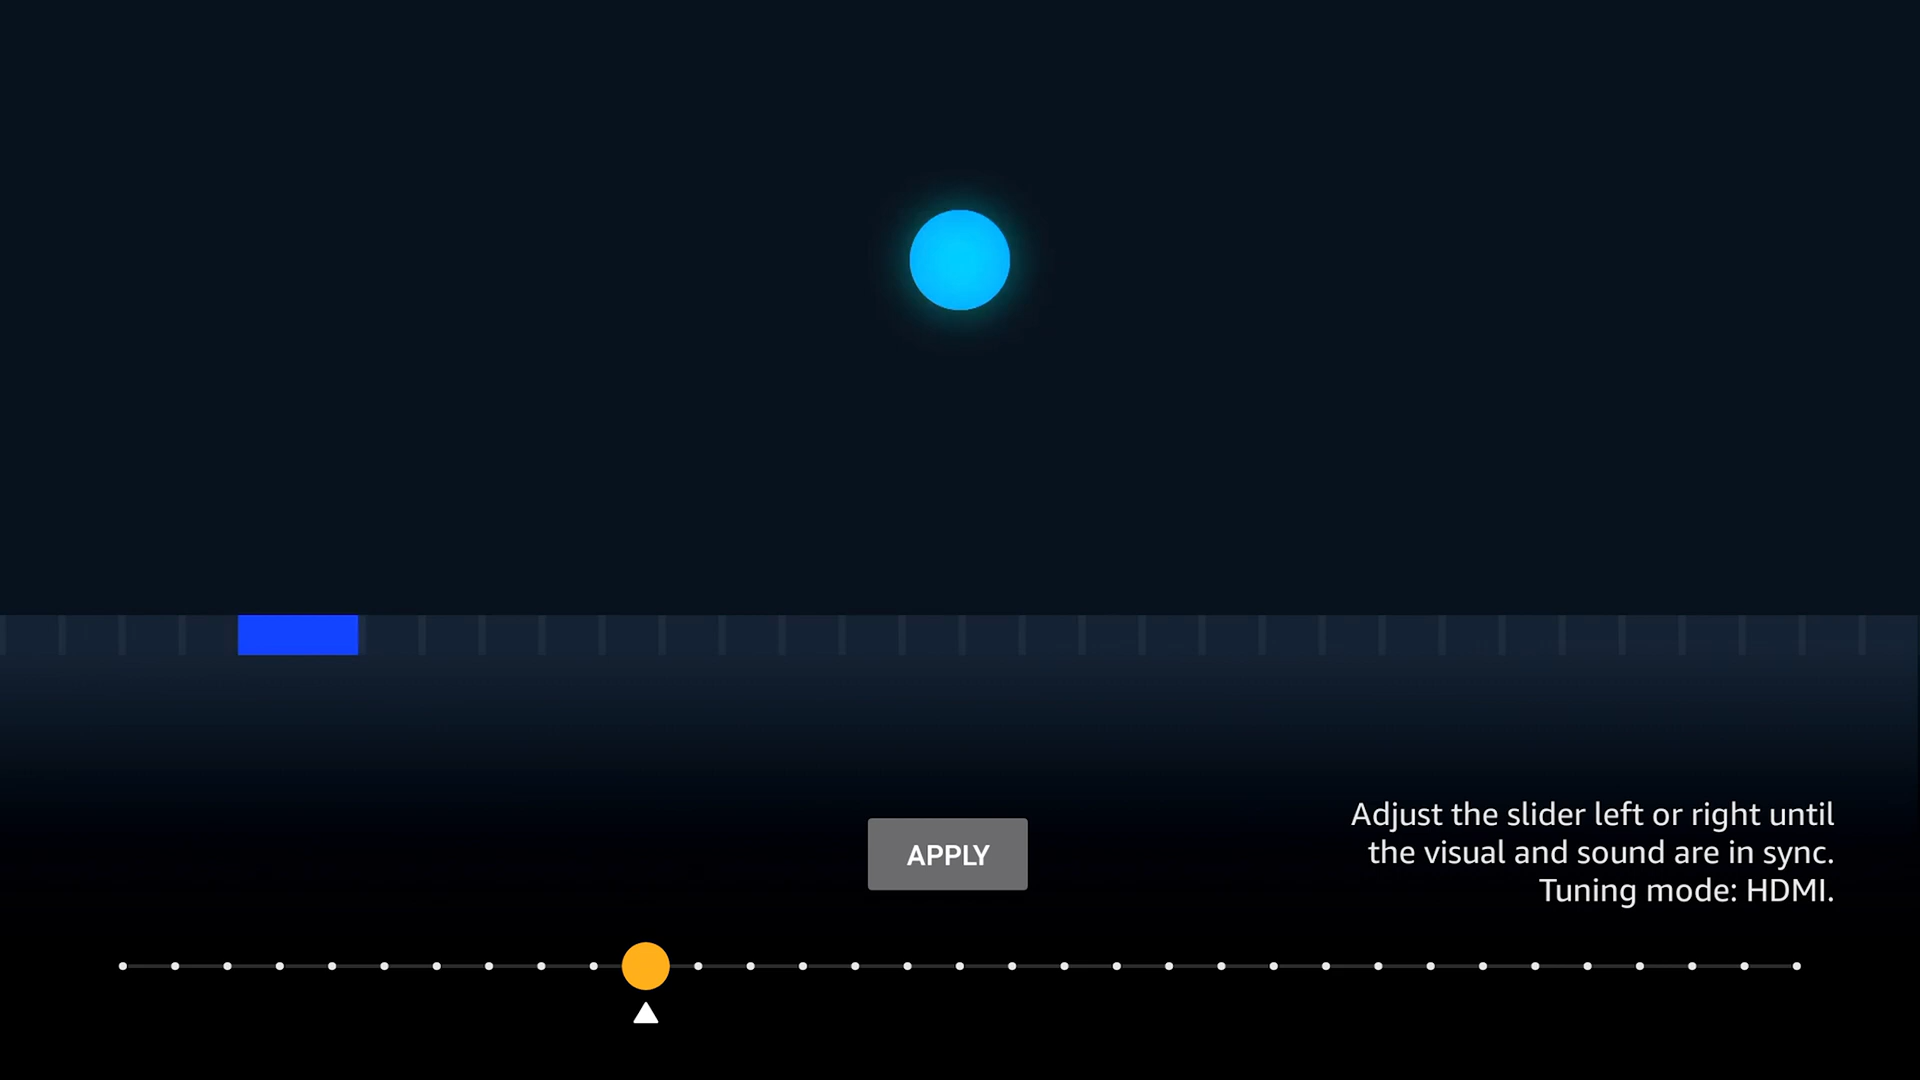 APPLY
Adjust the slider left or right until
the visual and sound are in sync.
Tuning mode: HDMI.